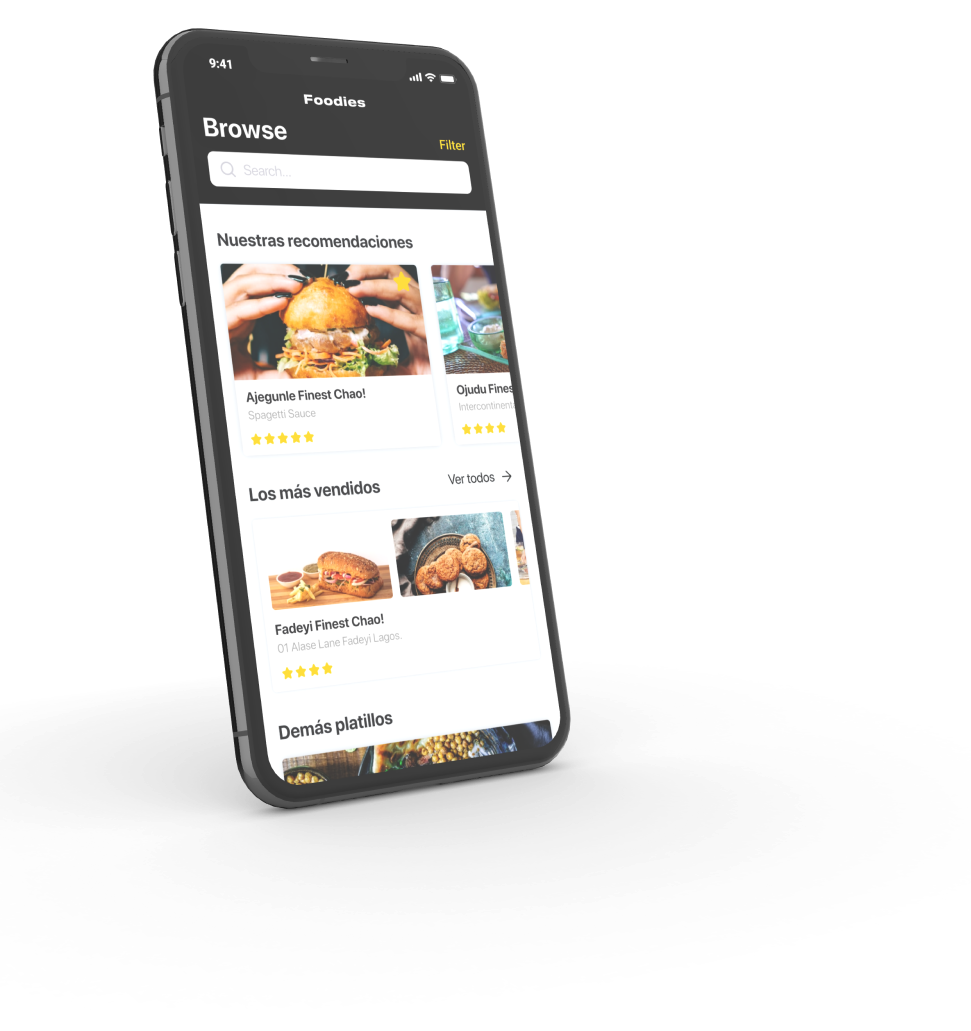 9:41
Foodies
Browse
Filter
Search...
Nuestras recomendaciones
Ajegunle Finest Chao!
Spagetti Sauce
Ojudu Fines
Intercontinent
Los más vendidos
Ver todos
Fadeyi Finest Chao!
01 Alase Lane Fadeyi Lagos.
Demás platillos